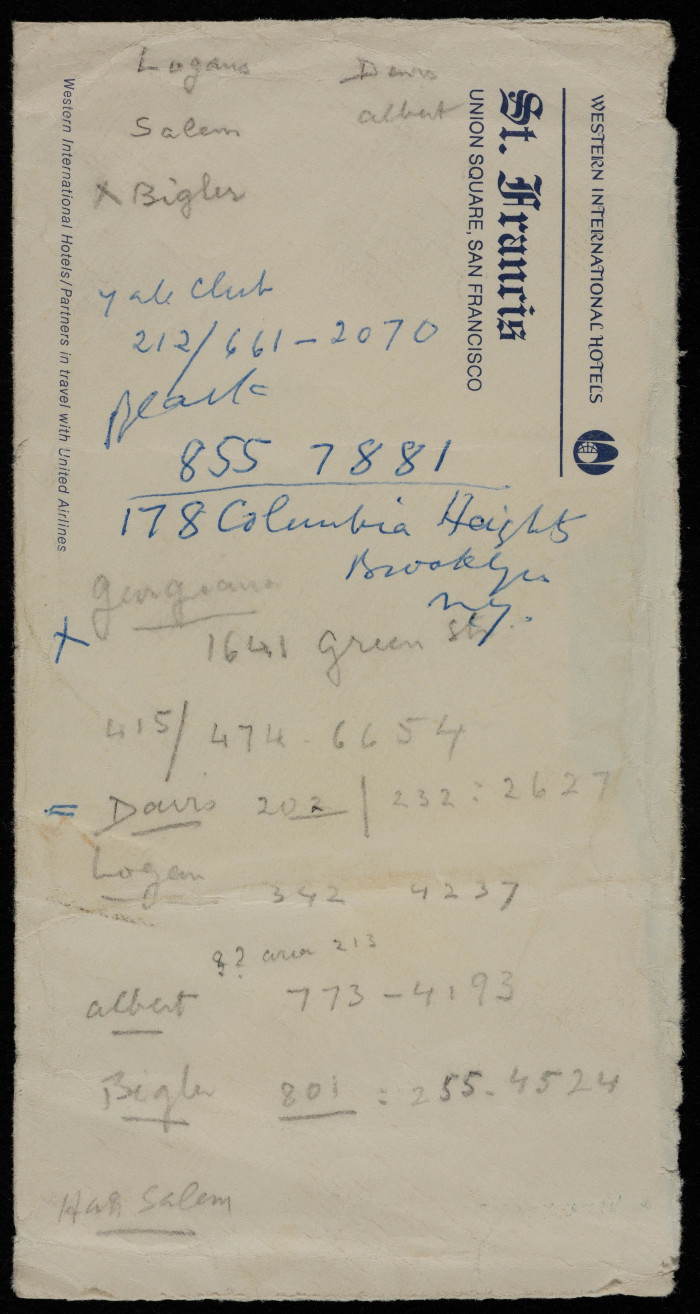 WESTERN INTERNATIONAL HOTELS
St. Francis
UNION SQUARE, SAN FRANCISCO
Western International Hotels/Partners in travel with United Airlines
Logans Davis
Salem albert
x Bigler
yale Club
212/661-2070
855 7881
178 Columbia Heights
Brooklyn
ny.
Georgiana
x 1641 Green St.
415/474-6654
= Davis 202/232:2627
Logan 342 4237
?? area 213
albert 773-4193
Bigler 801: 255-4524
Salem